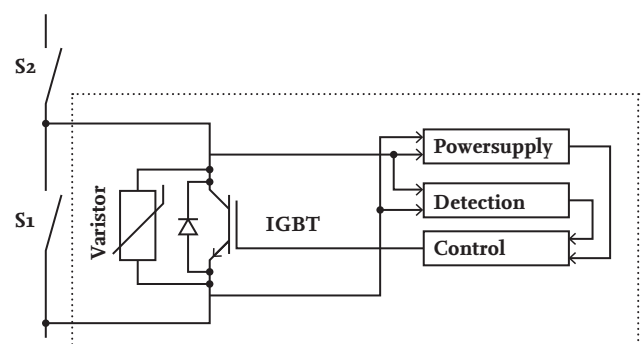 S2
Powersupply
Detection
S1
Varistor
IGBT
Control